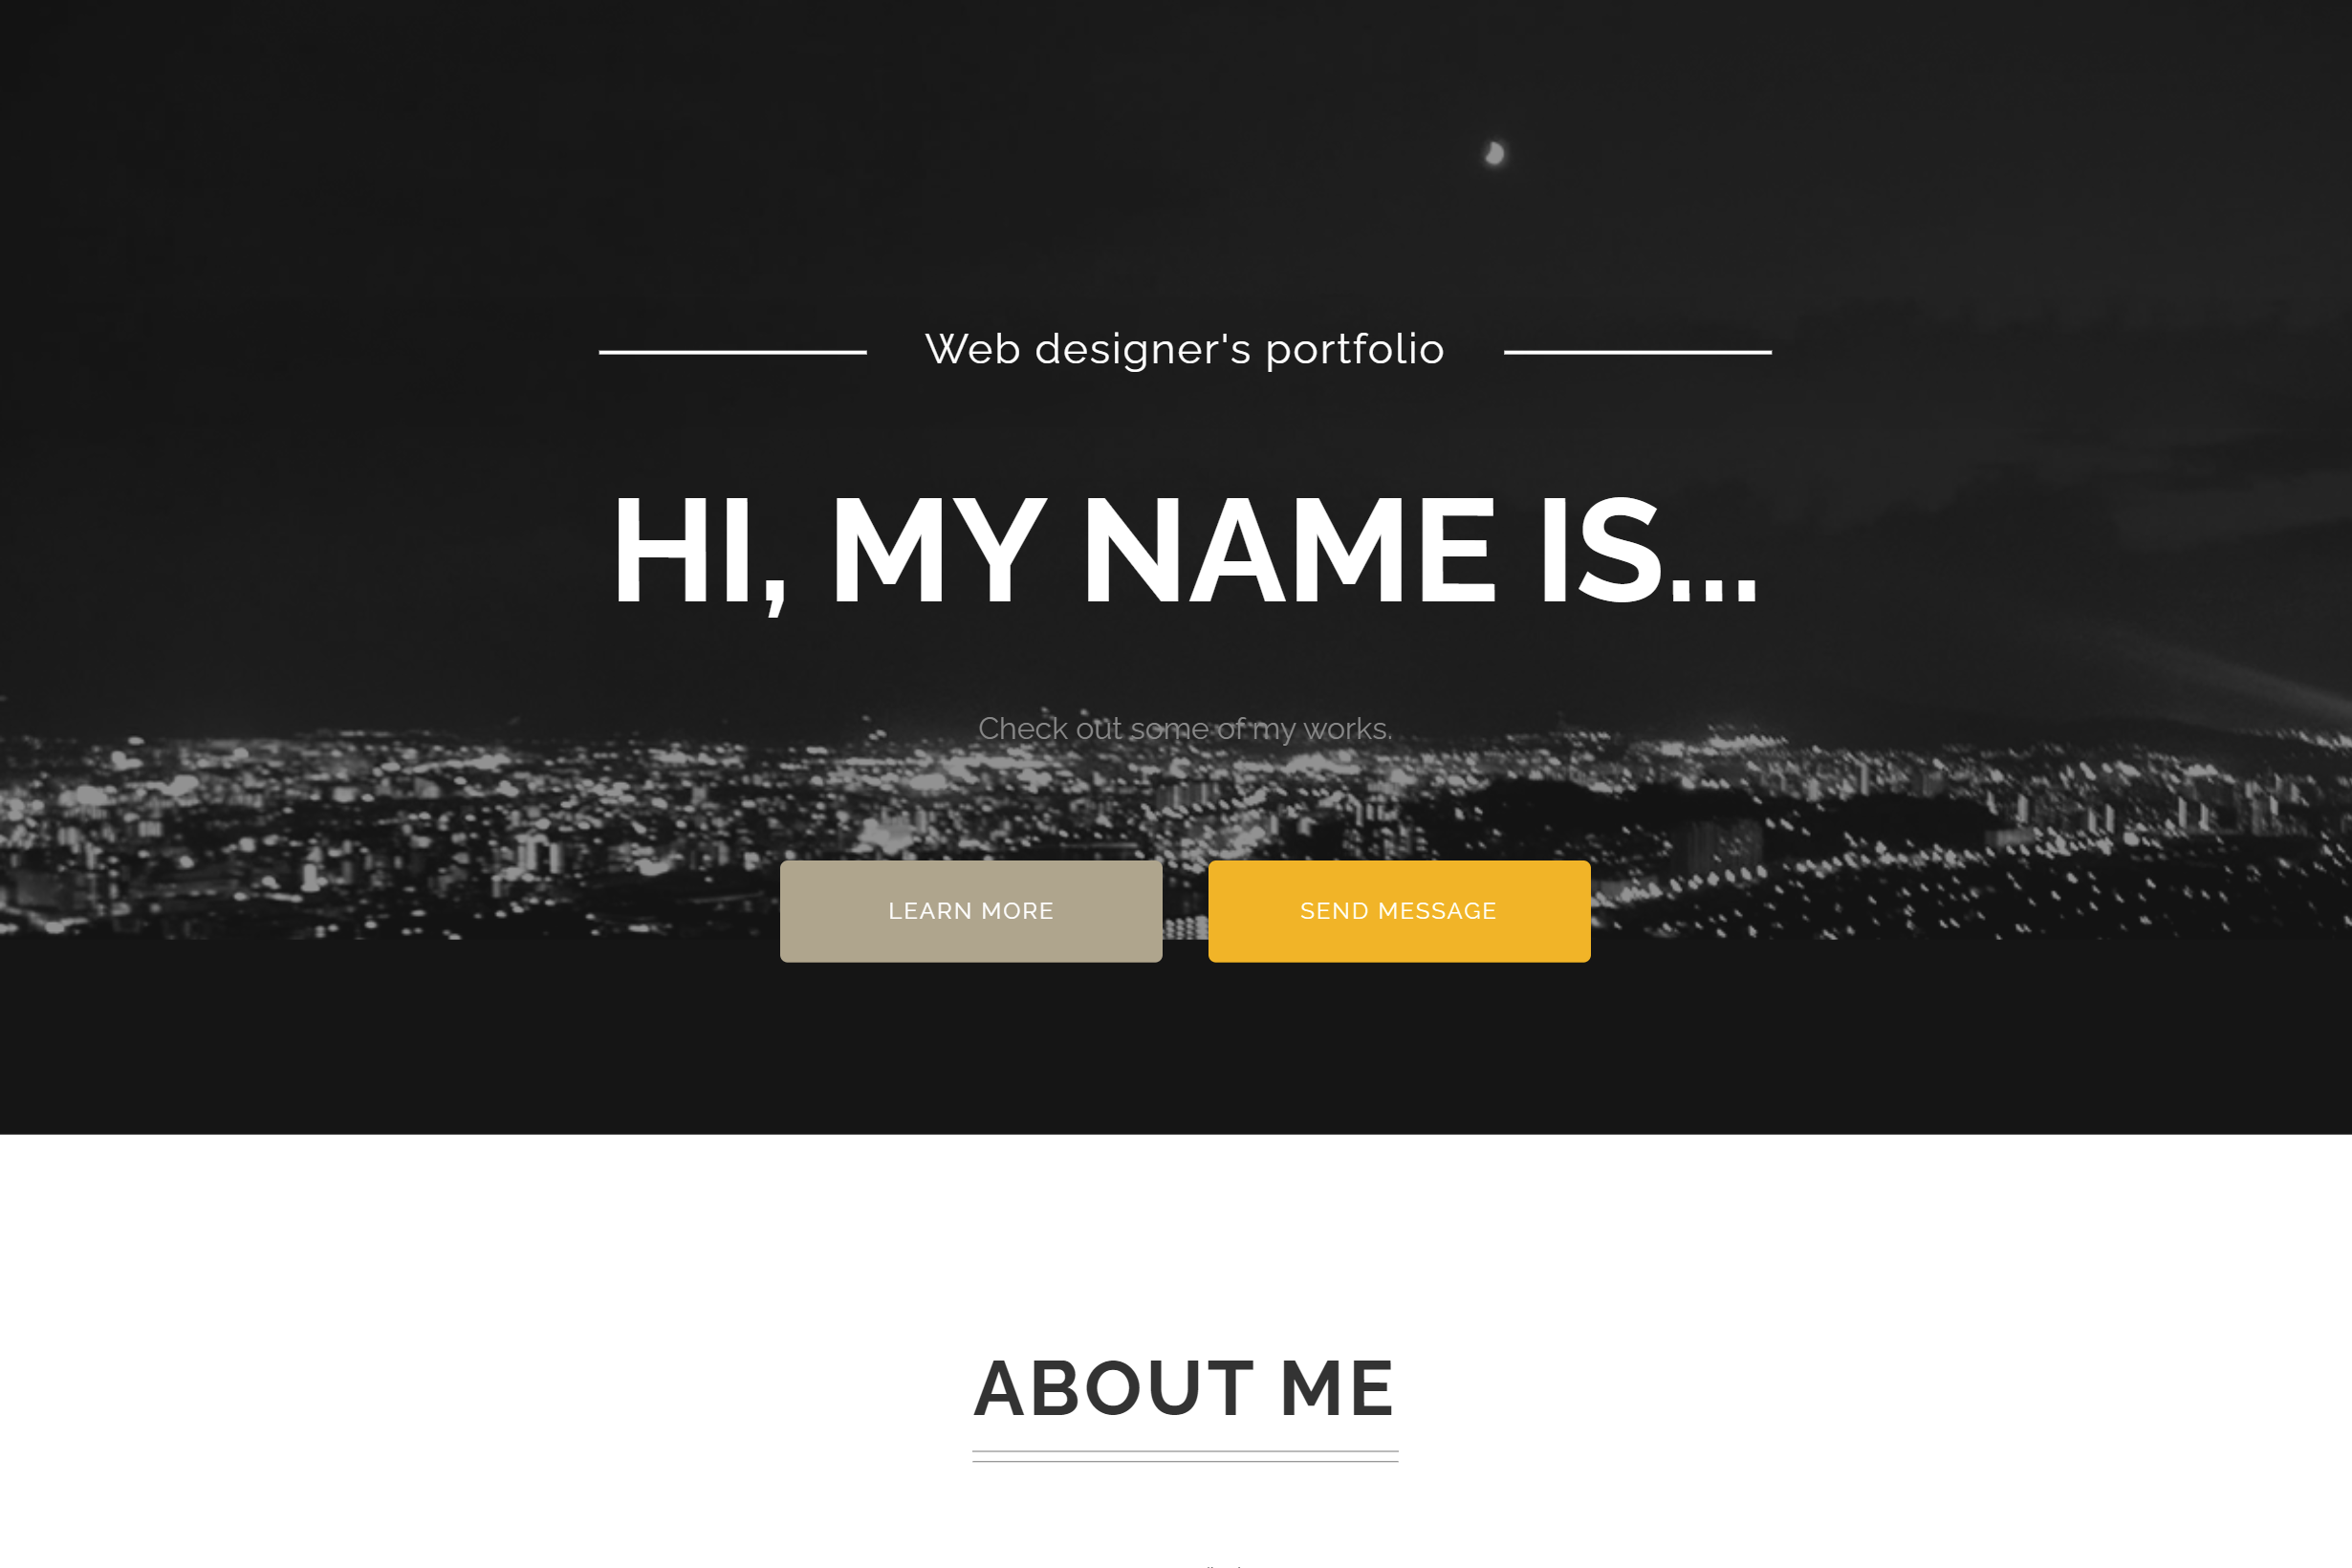 Web designer's portfolio
HI, MY NAME IS...
Check out some of my works.
LEARN MORE
SEND MESSAGE
ABOUT ME